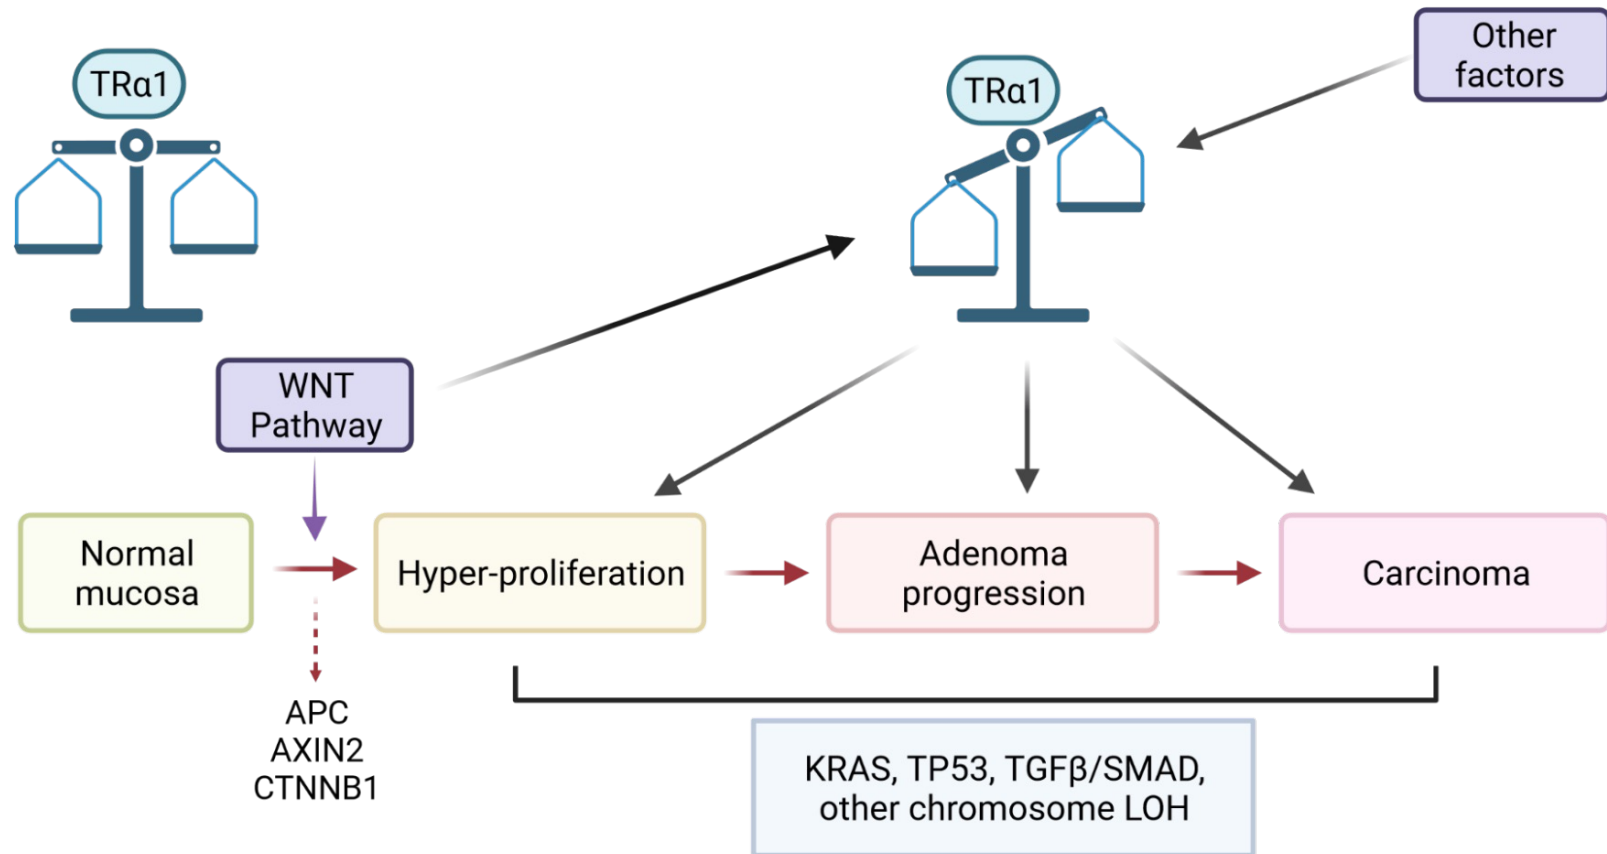 TRα1
TRα1
Other
factors
WNT
Pathway
Normal
mucosa
Hyper-proliferation
Adenoma
progression
Carcinoma
APC
AXIN2
CTNNB1
KRAS, TP53, TGFβ/SMAD,
other chromosome LOH